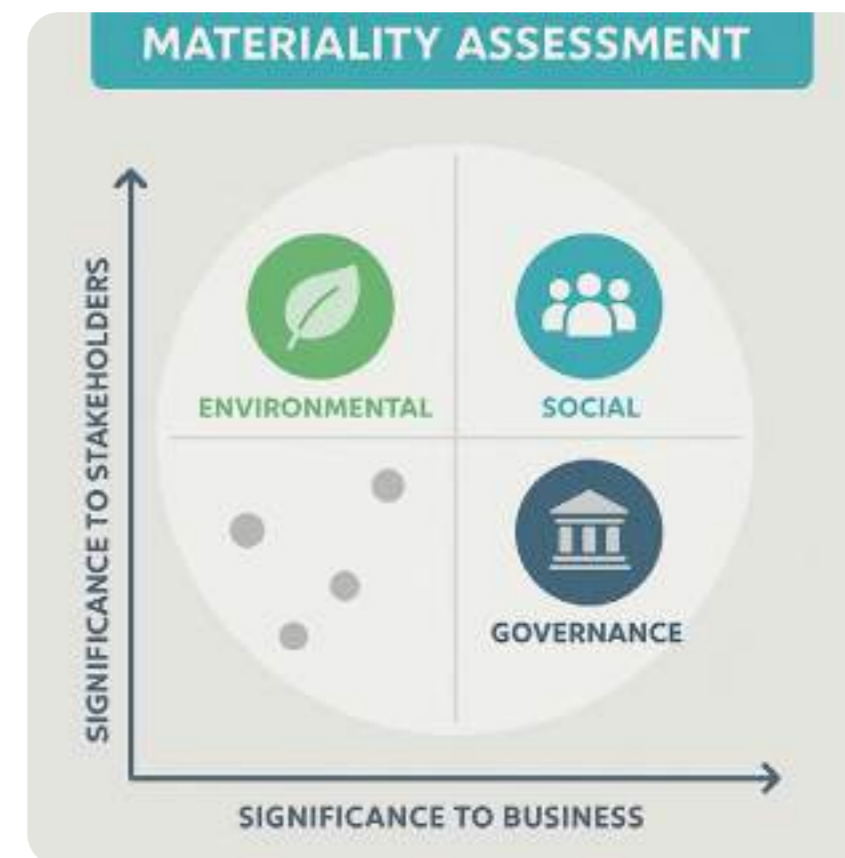 MATERIALITY ASSESSMENT
SIGNIFICANCE TO STAKEHOLDERS
ENVIRONMENTAL
SOCIAL
GOVERNANCE
SIGNIFICANCE TO BUSINESS